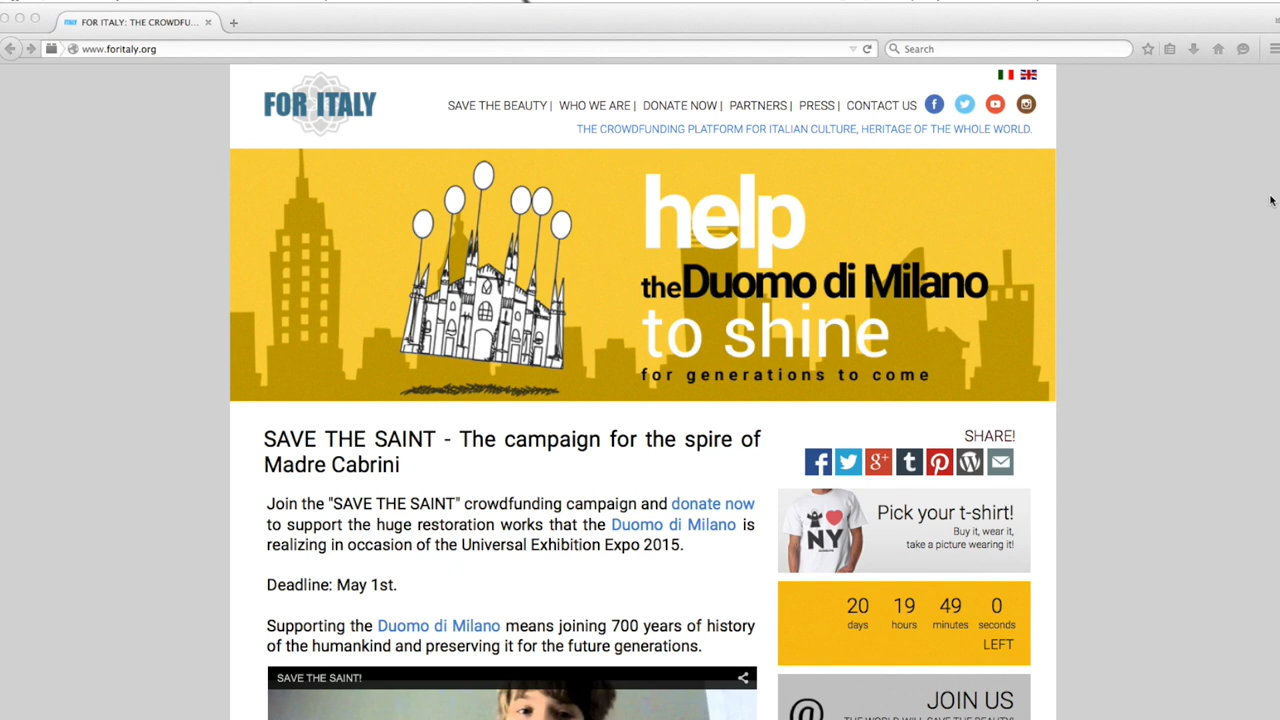 FOR ITALY: THE CROWDFU...
www.foritaly.org
Search
FOR ITALY
SAVE THE BEAUTY | WHO WE ARE | DONATE NOW | PARTNERS | PRESS | CONTACT US
THE CROWDFUNDING PLATFORM FOR ITALIAN CULTURE, HERITAGE OF THE WHOLE WORLD.
help
the Duomo di Milano
to shine
for generations to come
SAVE THE SAINT - The campaign for the spire of
Madre Cabrini
Join the "SAVE THE SAINT" crowdfunding campaign and donate now
to support the huge restoration works that the Duomo di Milano is
realizing in occasion of the Universal Exhibition Expo 2015.
Deadline: May 1st.
Supporting the Duomo di Milano means joining 700 years of history
of the humankind and preserving it for the future generations.
SAVE THE SAINT!
SHARE!
NY
Pick your t-shirt!
Buy it, wear it,
take a picture wearing it!
20 19 49 0
days hours minutes seconds
LEFT
@
JOIN US
THE WORLD WILL SAVE THE BEAUTY!